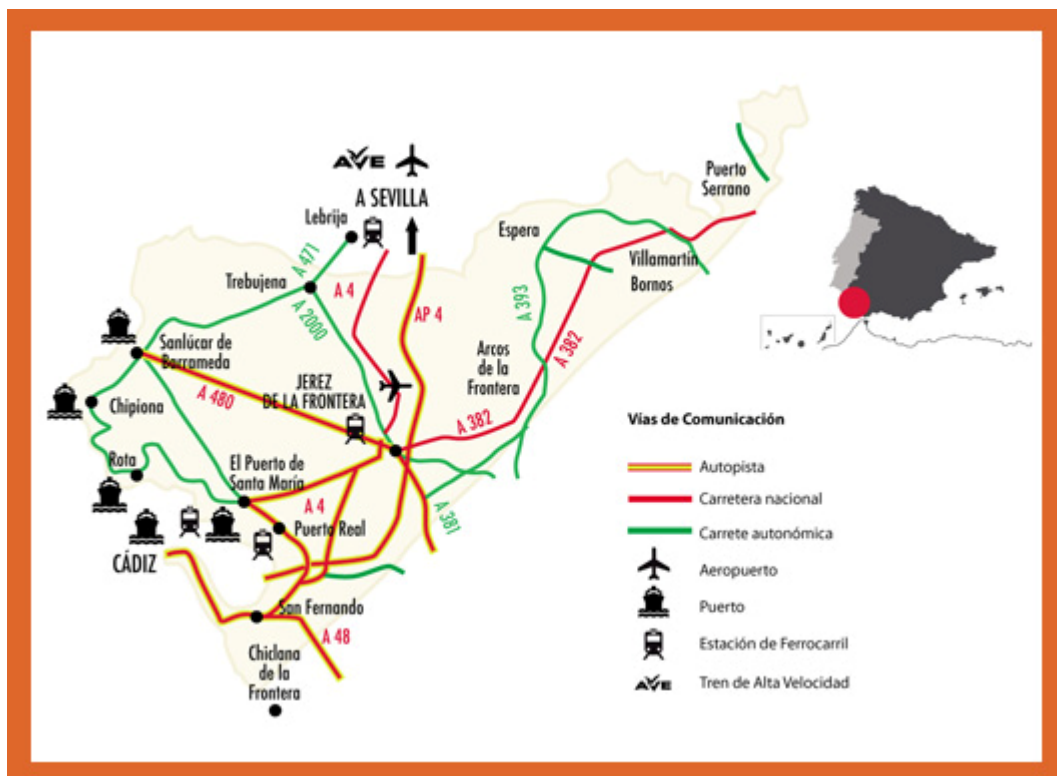 AVE
A SEVILLA
Lebrija
Puerto
Serrano
Espera
Villamartín
Bornos
Trebujena
A 471
A 4
AP 4
A 2000
A 393
A 382
Sanlúcar de
Barrameda
Arcos
de la
Frontera
JEREZ
DE LA FRONTERA
A 480
Chipiona
A 382
Rota
El Puerto de
Santa María
A 4
A 381
Puerto Real
CÁDIZ
San Fernando
A 48
Chiclana
de la
Frontera
Vías de Comunicación
Autopista
Carretera nacional
Carrete autonómica
Aeropuerto
Puerto
Estación de Ferrocarril
AVE
Tren de Alta Velocidad